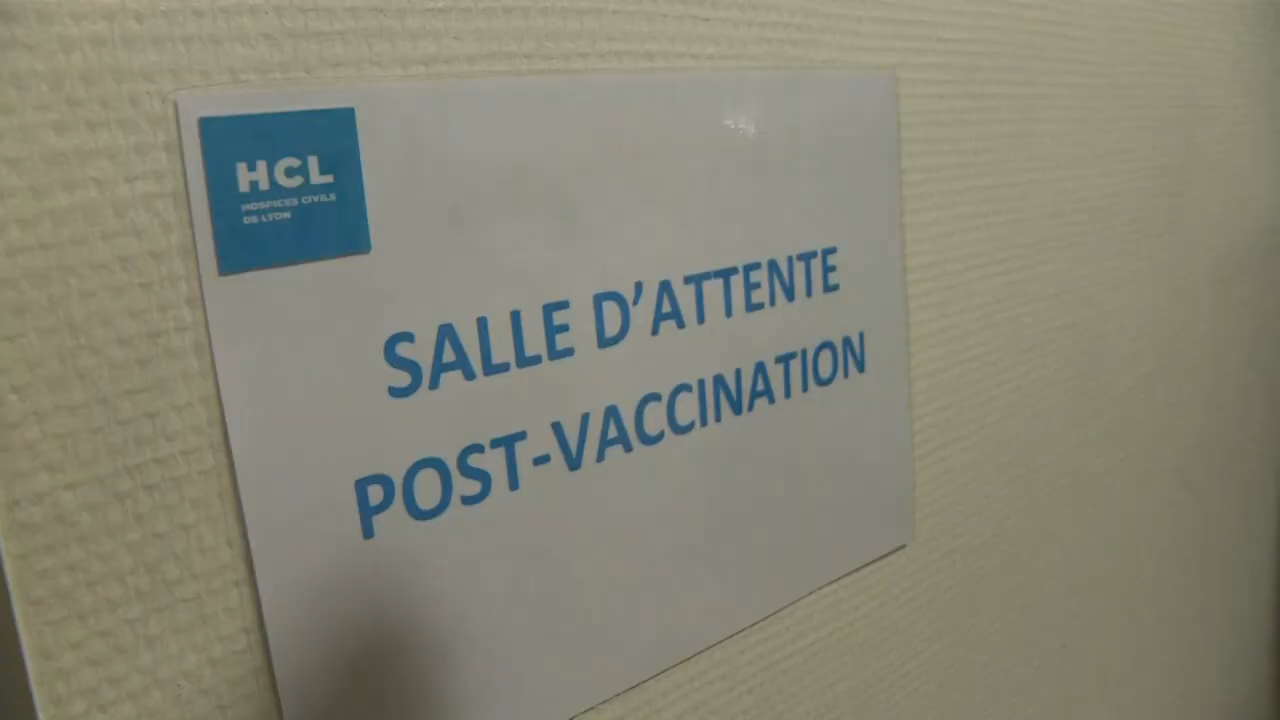 HCL
HOSPICES CIVILS
DE LYON
SALLE D'ATTENTE
POST-VACCINATION